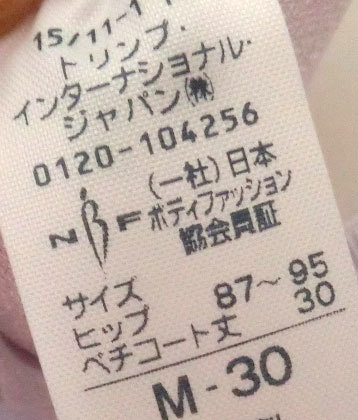 15/11-1
トリンプ・
インターナショナル・
ジャパン㈱
0120-104256
NBF
(一社)日本
ボディファッション
協会会員証
サイズ
ヒップ 87～95
ペチコート丈 30
M-30